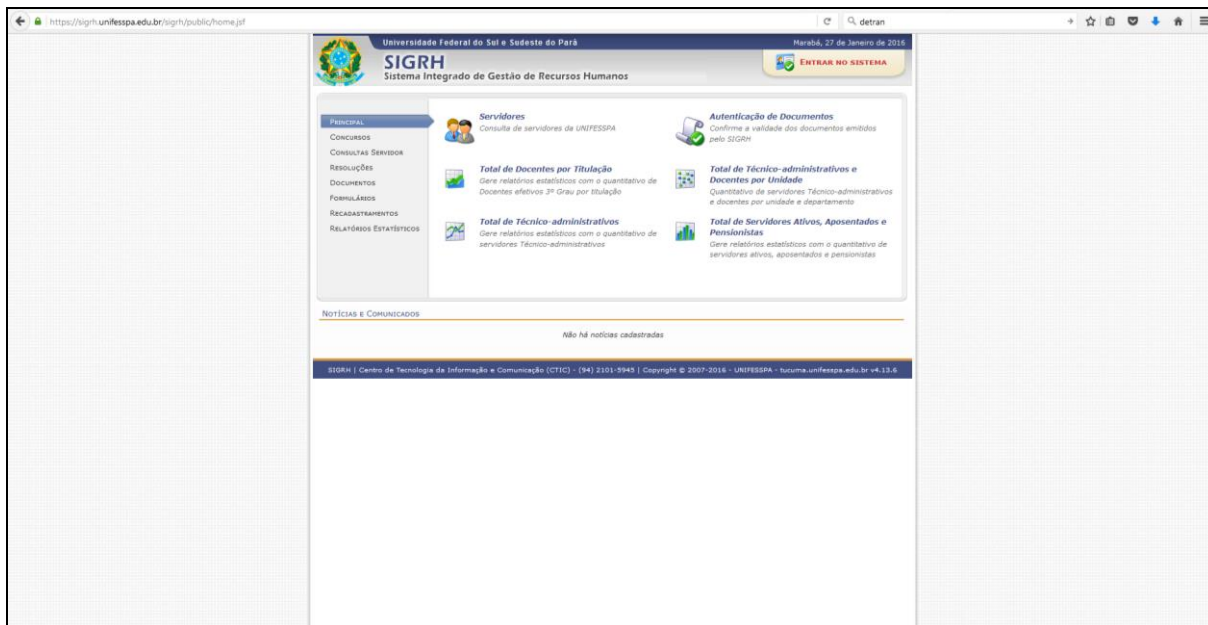 https://sigrh.unifesspa.edu.br/sigrh/public/home.jsf
detran
Universidade Federal do Sul e Sudeste do Pará
Marabá, 27 de Janeiro de 2016
SIGRH
Sistema Integrado de Gestão de Recursos Humanos
ENTRAR NO SISTEMA
PRINCIPAL
CONCURSOS
CONSULTAS SERVIDOR
RESOLUÇÕES
DOCUMENTOS
FORMULÁRIOS
RECADASTRAMENTOS
RELATÓRIOS ESTATÍSTICOS
Servidores
Consulta de servidores da UNIFESSPA
Autenticação de Documentos
Confirme a validade dos documentos emitidos
pelo SIGRH
Total de Docentes por Titulação
Gere relatórios estatísticos com o quantitativo de
Docentes efetivos 3º Grau por titulação
Total de Técnico-administrativos e
Docentes por Unidade
Quantitativo de servidores Técnico-administrativos
e docentes por unidade e departamento
Total de Técnico-administrativos
Gere relatórios estatísticos com o quantitativo de
servidores Técnico-administrativos
Total de Servidores Ativos, Aposentados e
Pensionistas
Gere relatórios estatísticos com o quantitativo de
servidores ativos, aposentados e pensionistas
NOTÍCIAS E COMUNICADOS
Não há notícias cadastradas
SIGRH | Centro de Tecnologia da Informação e Comunicação (CTIC) - (94) 2101-5945 | Copyright © 2007-2016 - UNIFESSPA - tucuma.unifesspa.edu.br v4.13.6